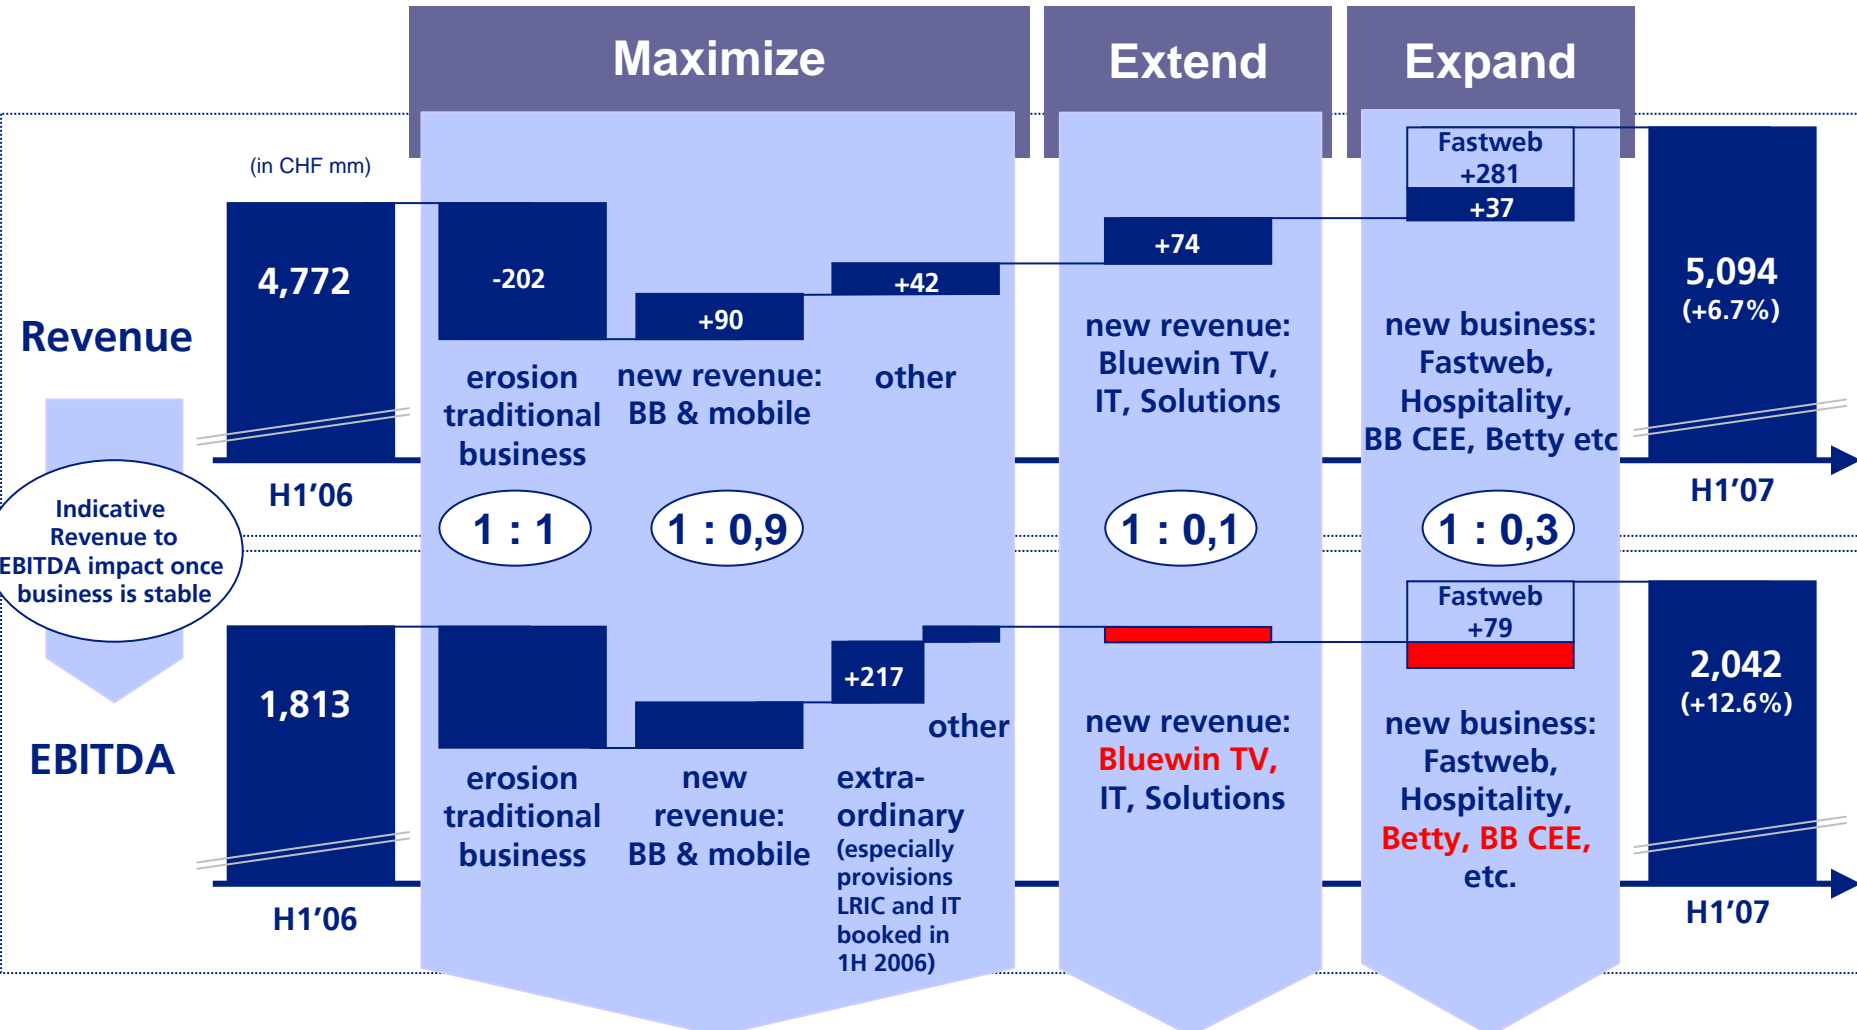 Maximize
Extend
Expand
(in CHF mm)
Revenue
4,772
-202
+90
+42
+74
Fastweb
+281
+37
5,094
(+6.7%)
erosion
traditional
business
new revenue:
BB & mobile
other
new revenue:
Bluewin TV,
IT, Solutions
new business:
Fastweb,
Hospitality,
BB CEE, Betty etc
H1’06
H1’07
Indicative
Revenue to
EBITDA impact once
business is stable
1 : 1
1 : 0,9
1 : 0,1
1 : 0,3
EBITDA
1,813
+217
Fastweb
+79
2,042
(+12.6%)
erosion
traditional
business
new
revenue:
BB & mobile
extra-
ordinary
(especially
provisions
LRIC and IT
booked in
1H 2006)
other
new revenue:
Bluewin TV,
IT, Solutions
new business:
Fastweb,
Hospitality,
Betty, BB CEE,
etc.
H1’06
H1’07